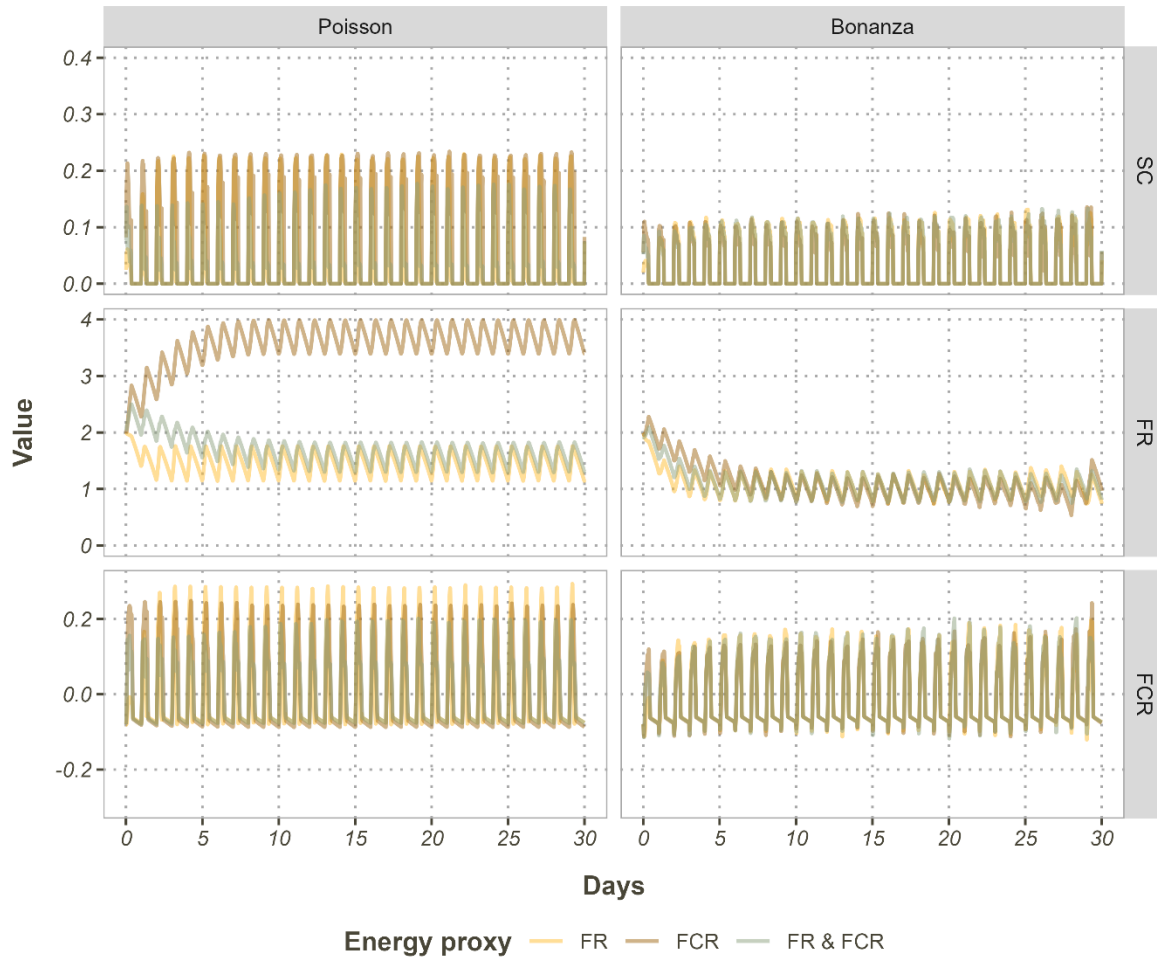 Poisson Bonanza
0.4
0.3
0.2
0.1
0.0
SC
4
3
2
1
0
FR
0.2
0.0
-0.2
FCR
0 5 10 15 20 25 30 0 5 10 15 20 25 30
Value
Days
Energy proxy FR FCR FR & FCR